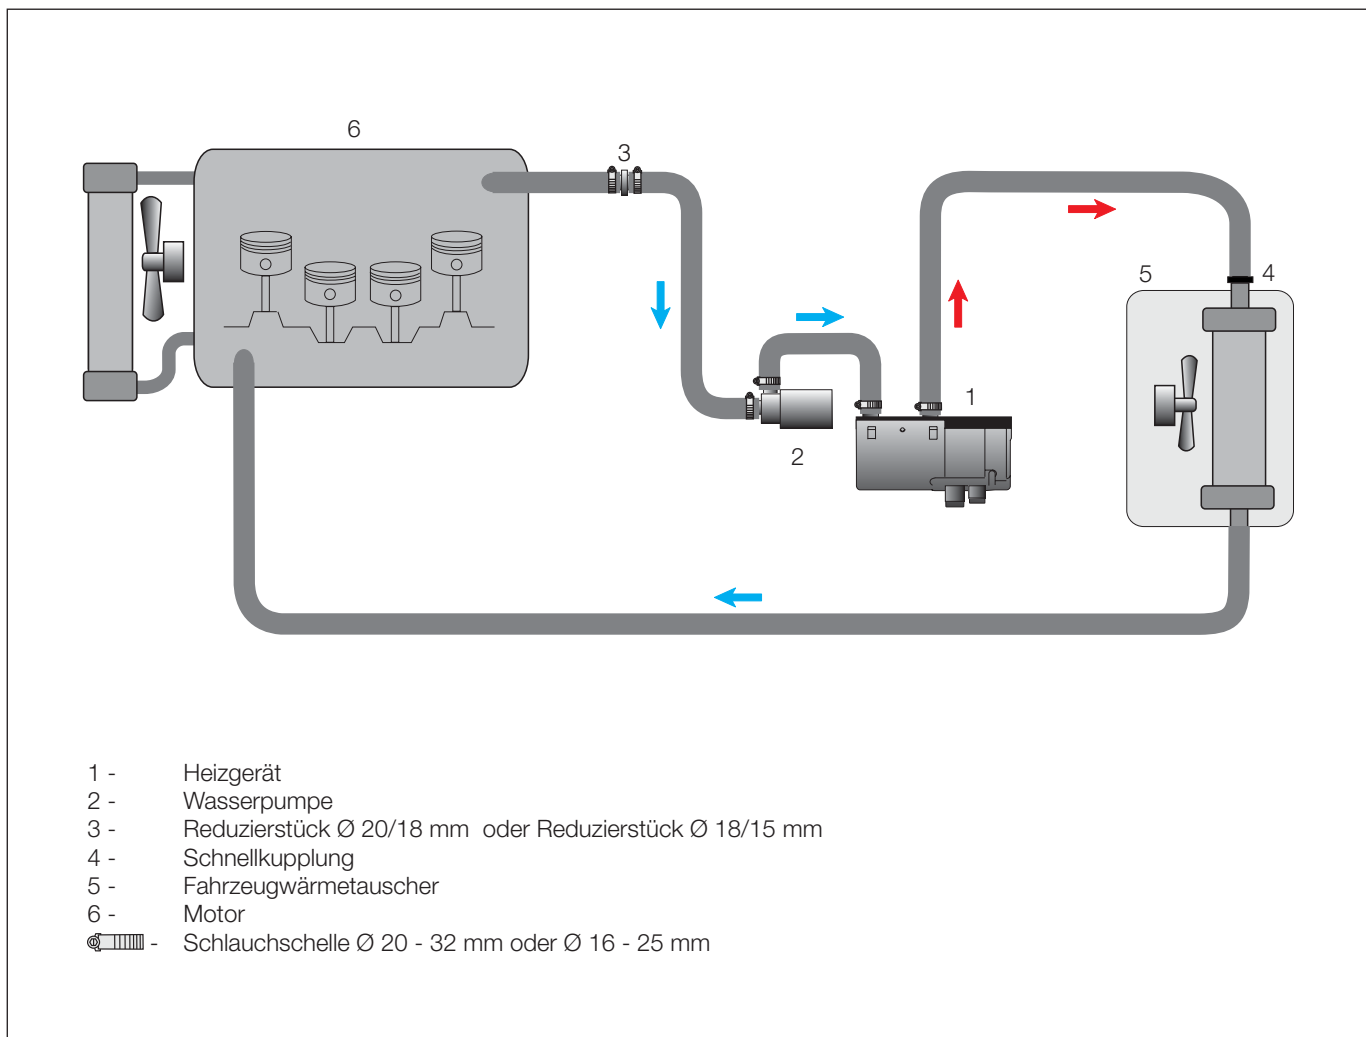 6
3
5
4
1
2
1 - Heizgerät
2 - Wasserpumpe
3 - Reduzierstück Ø 20/18 mm oder Reduzierstück Ø 18/15 mm
4 - Schnellkupplung
5 - Fahrzeugwärmetauscher
6 - Motor
- Schlauchschelle Ø 20 - 32 mm oder Ø 16 - 25 mm